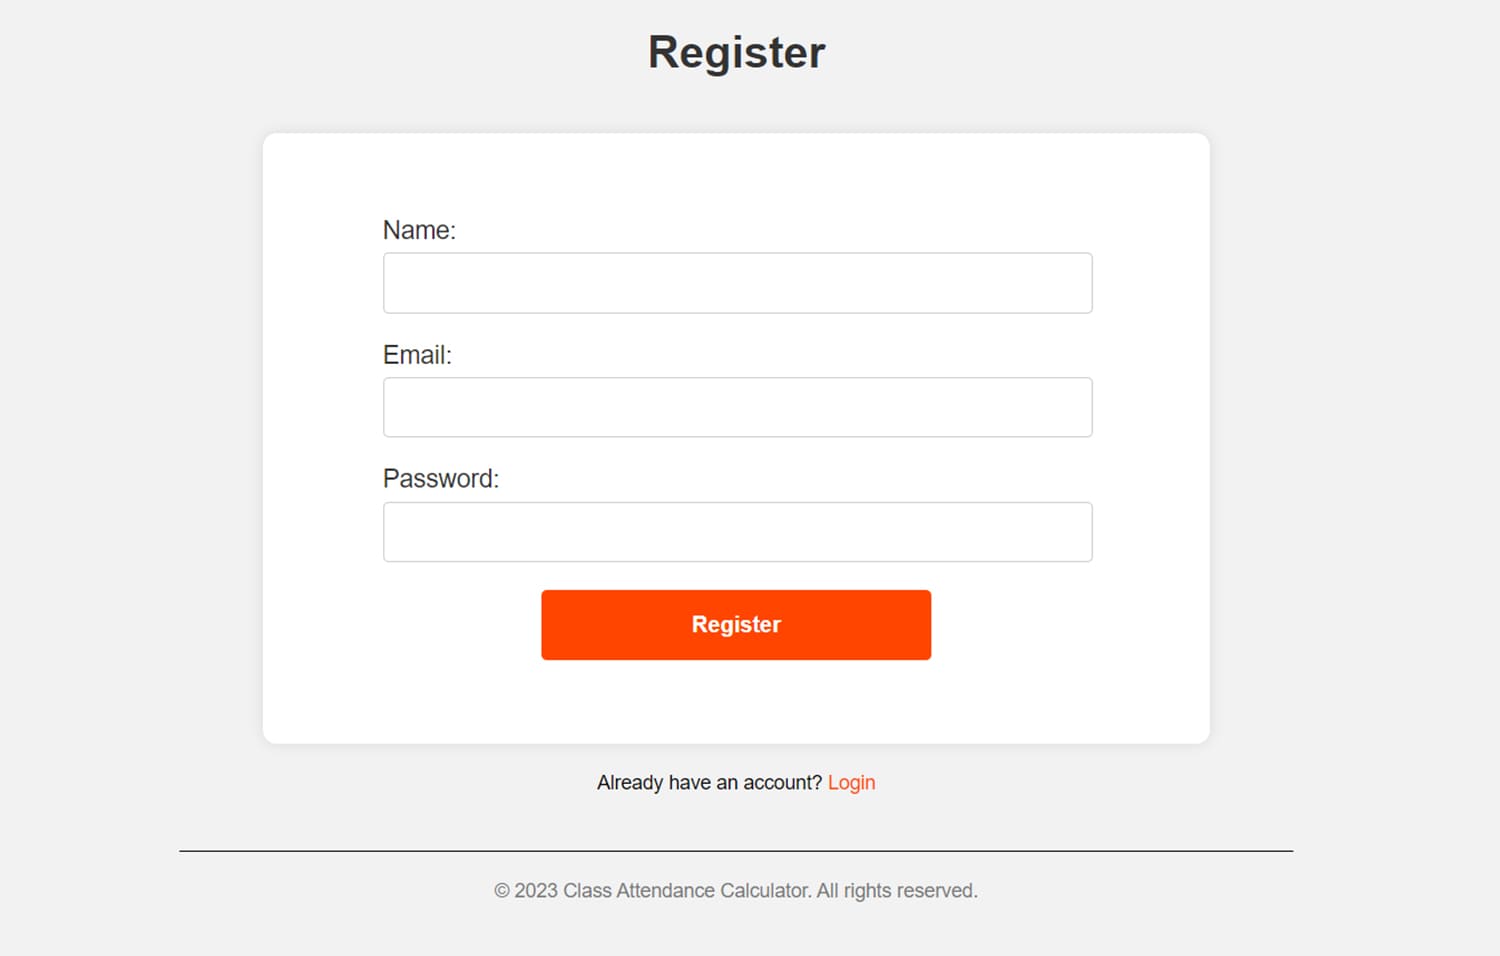 Register
Name:
Email:
Password:
Register
Already have an account? Login
© 2023 Class Attendance Calculator. All rights reserved.